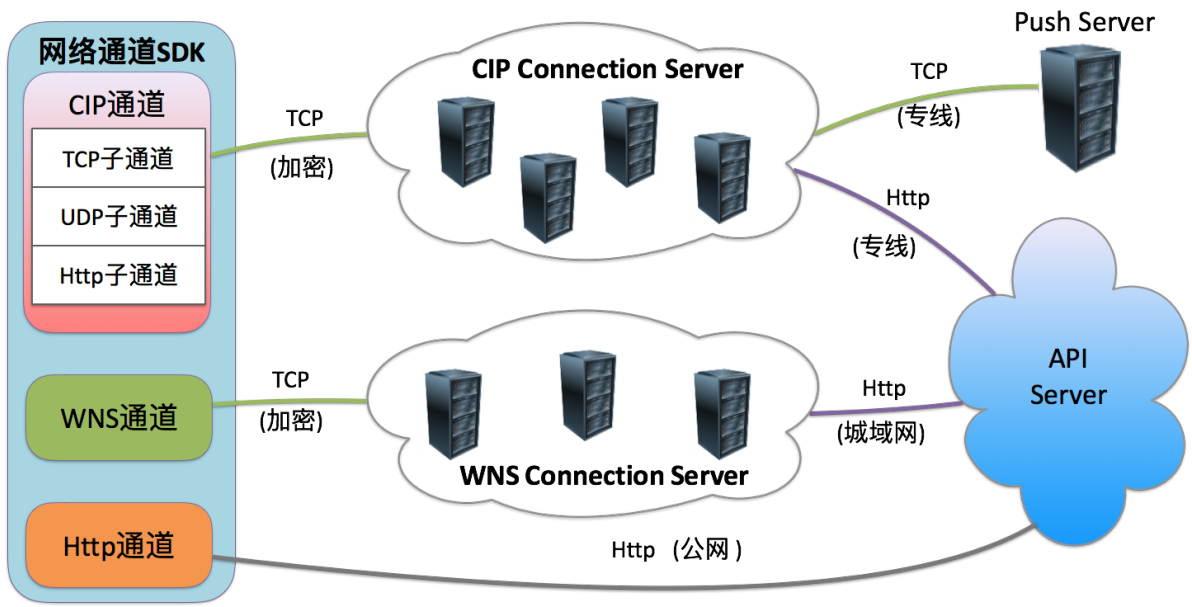 网络通道SDK
CIP通道
TCP子通道
UDP子通道
Http子通道
WNS通道
Http通道
TCP
(加密)
TCP
(加密)
CIP Connection Server
WNS Connection Server
TCP
(专线)
Http
(专线)
Http
(城域网)
Http (公网)
Push Server
API
Server